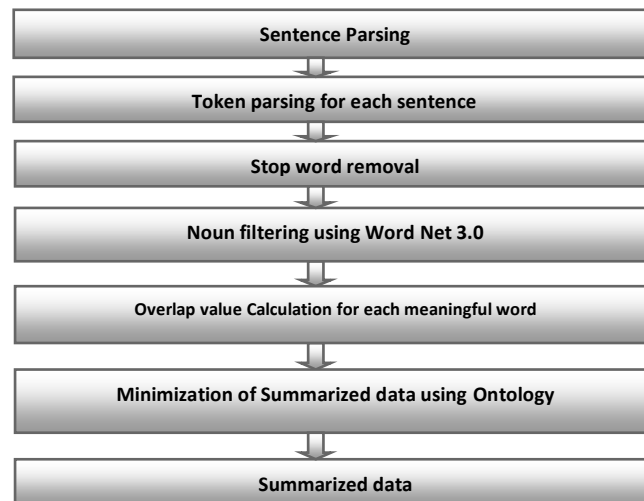 Sentence Parsing
Token parsing for each sentence
Stop word removal
Noun filtering using Word Net 3.0
Overlap value Calculation for each meaningful word
Minimization of Summarized data using Ontology
Summarized data